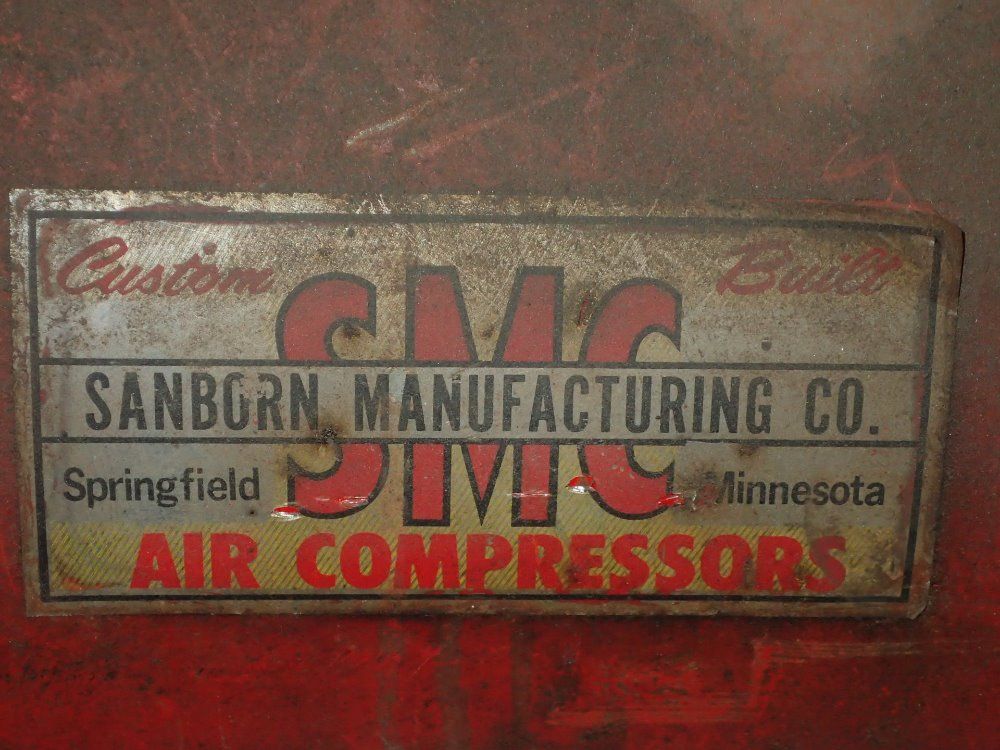 Custom Built
SMC
SANBORN MANUFACTURING CO.
Springfield Minnesota
AIR COMPRESSORS